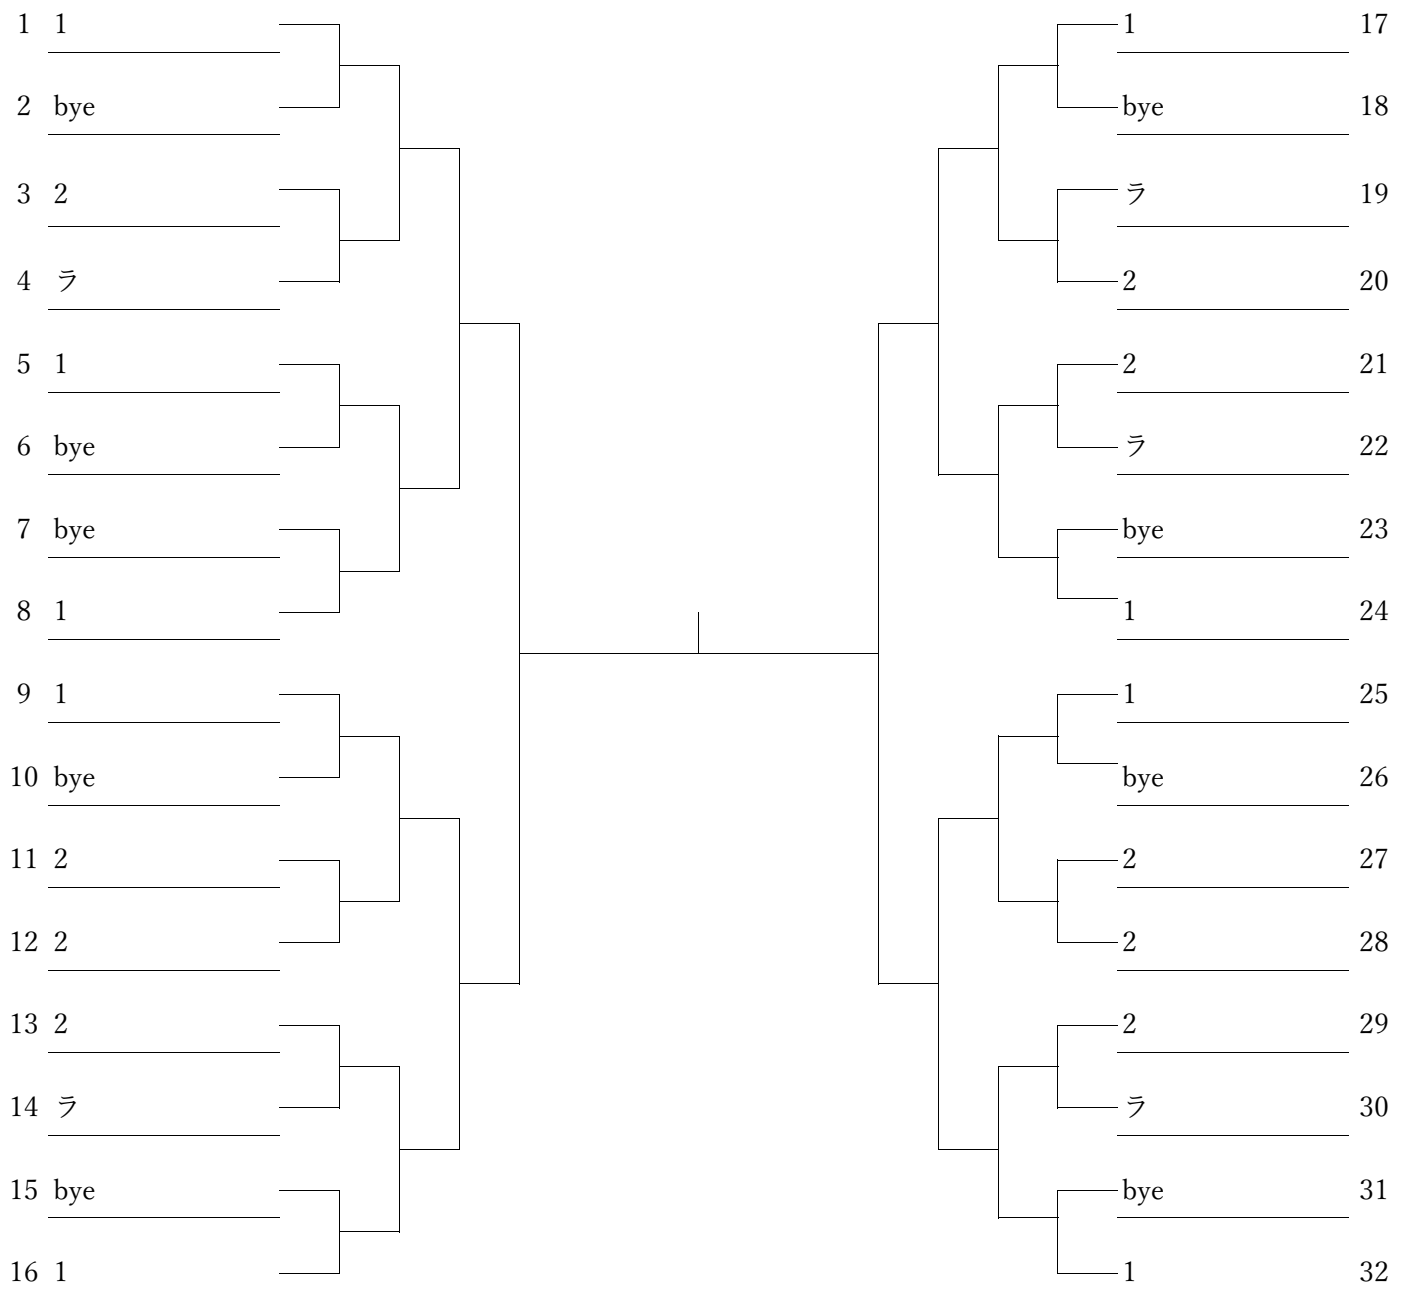 1 1 1 17
2 bye bye 18
3 2 ラ 19
4 ラ 2 20
5 1 2 21
6 bye ラ 22
7 bye bye 23
8 1 1 24
9 1 1 25
10 bye bye 26
11 2 2 27
12 2 2 28
13 2 2 29
14 ラ ラ 30
15 bye bye 31
16 1 1 32